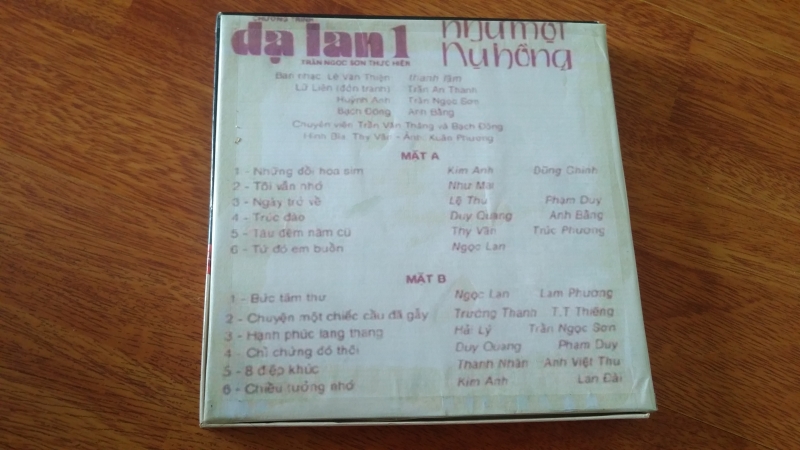 CHƯƠNG TRÌNH
dạ lan 1
TRẦN NGỌC SƠN THỰC HIỆN
như một
Nụ hồng
Ban nhạc: Lê Văn Thiện Thanh Lâm
Lữ Liên (đờn tranh) Trần An Thanh
Huỳnh Anh Trần Ngọc Sơn
Bạch Đông Anh Bằng
Chuyên viên: Trần Văn Thăng và Bạch Đông
Hình Bìa: Thy Vân - Ảnh: Xuân Phương
MẶT A
1 - Những đồi hoa sim Kim Anh Dũng Chinh
2 - Tôi vẫn nhớ Như Mai
3 - Ngày trở về Lệ Thu Phạm Duy
4 - Trúc đào Duy Quang Anh Bằng
5 - Tàu đêm năm cũ Thy Vân Trúc Phương
6 - Từ đó em buồn Ngọc Lan
MẶT B
1 - Bức tâm thư Ngọc Lan Lam Phương
2 - Chuyện một chiếc cầu đã gẫy Trường Thanh T.T Thiêng
3 - Hạnh phúc lang thang Hải Lý Trần Ngọc Sơn
4 - Chỉ chừng đó thôi Duy Quang Phạm Duy
5 - 8 điệp khúc Thành Nhân Anh Việt Thu
6 - Chiều tưởng nhớ Kim Anh Lan Đài